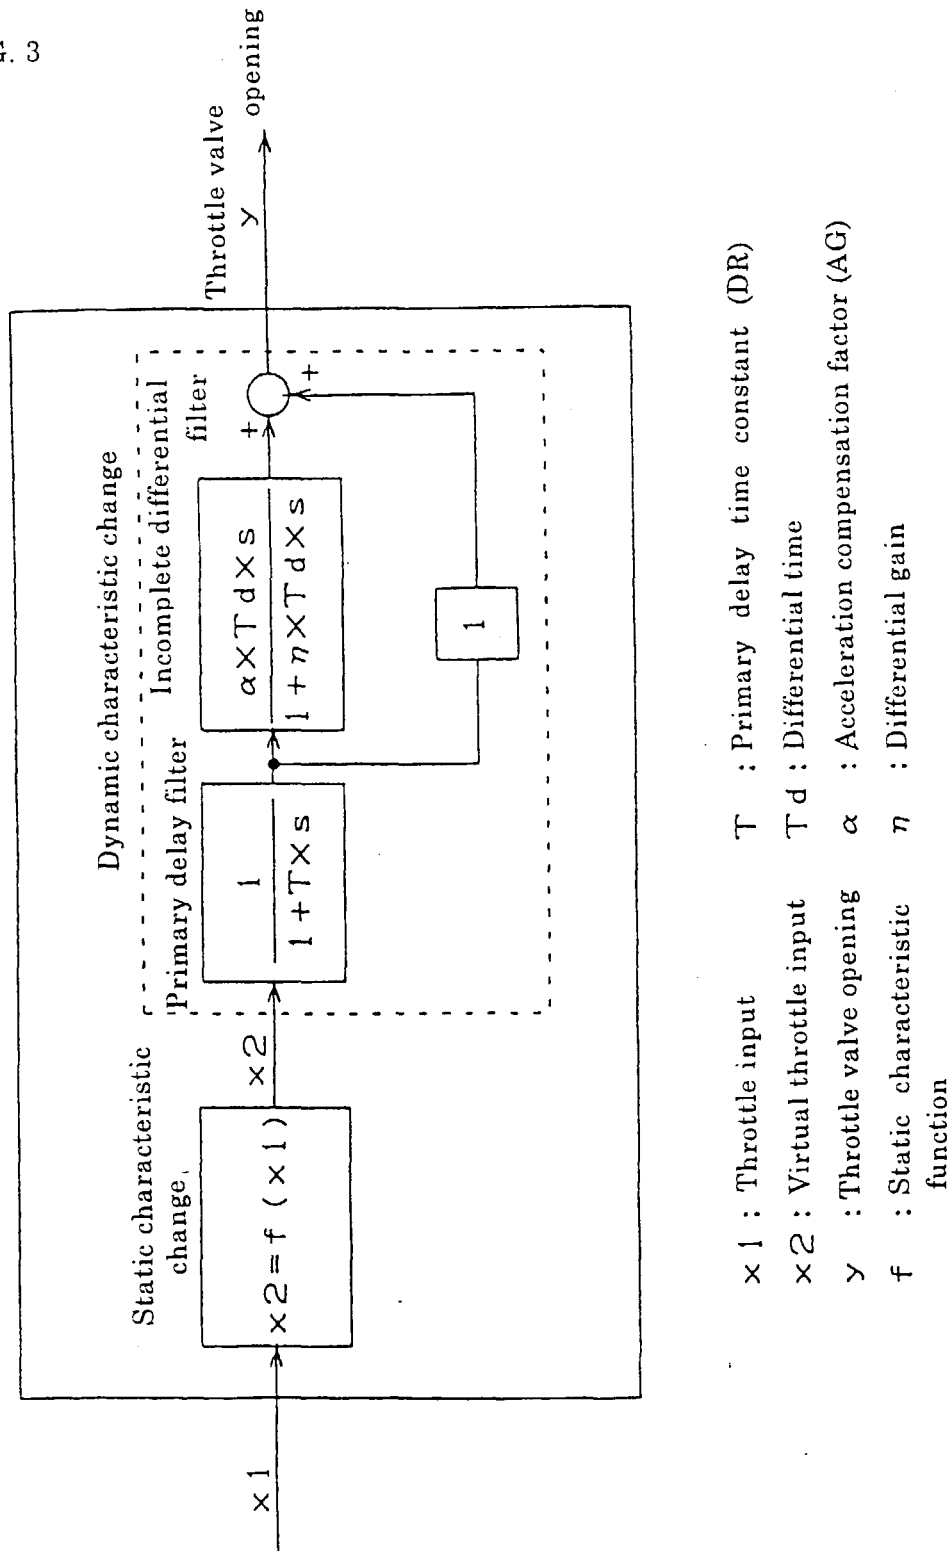 G. 3
Dynamic characteristic change
Static characteristic
change
Primary delay filter
Incomplete differential
filter
Throttle valve
y
opening
x1
x2=f(x1)
x2
1
1+T×s
α×Td×s
1+η×Td×s
+
+
1
x1 : Throttle input
x2 : Virtual throttle input
y : Throttle valve opening
f : Static characteristic
function
T : Primary delay time constant (DR)
Td : Differential time
α : Acceleration compensation factor (AG)
η : Differential gain